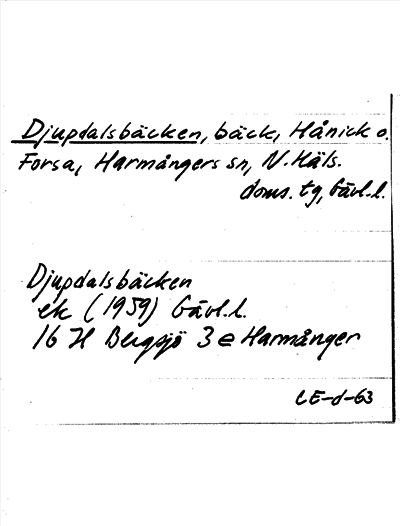 Djupdalsbäcken, bäck, Hånick o.
Forsa, Harmångers sn, N. Häls.
doms. tg, Gävl. l.
Djupdalsbäcken
ek (1959) Gävl. l.
16 H Bergsjö 3 e Harmånger
LE-d-63